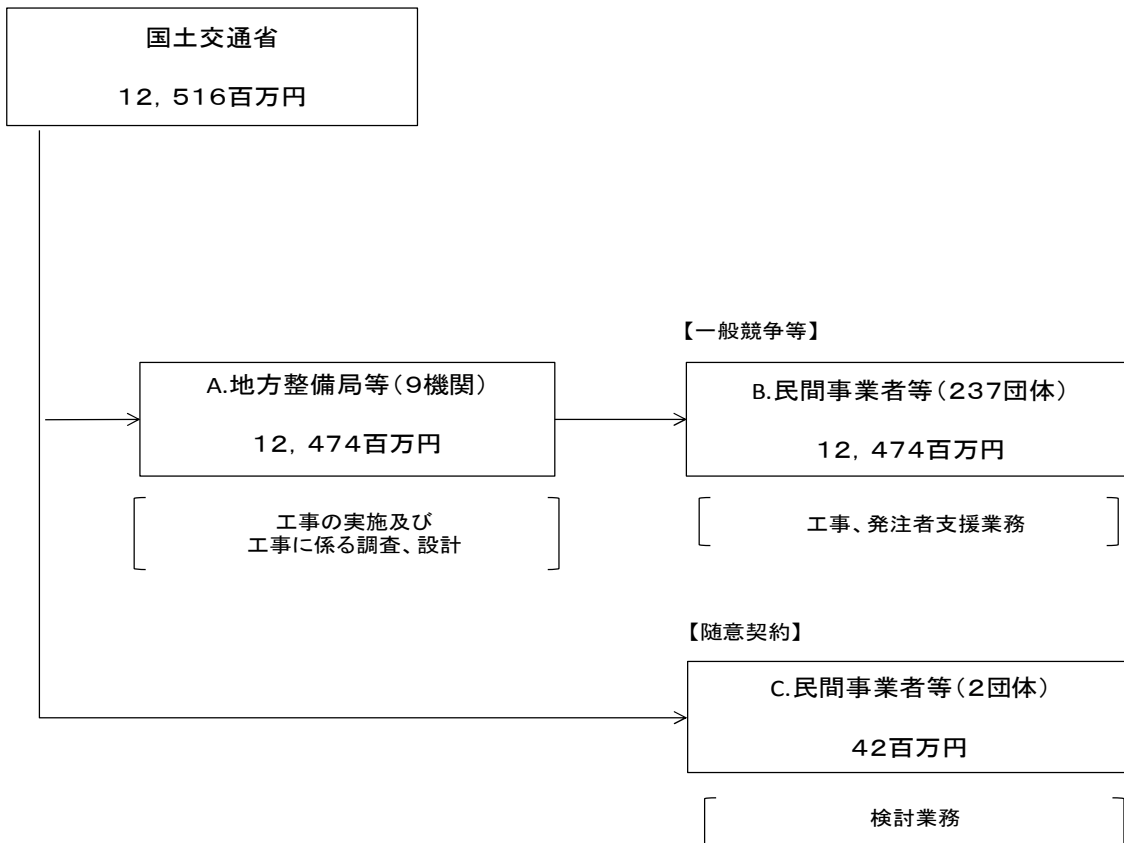 国土交通省
12，516百万円
【一般競争等】
A.地方整備局等（9機関）
12，474百万円
B.民間事業者等（237団体）
12，474百万円
工事の実施及び
工事に係る調査、設計
工事、発注者支援業務
【随意契約】
C.民間事業者等（2団体）
42百万円
検討業務